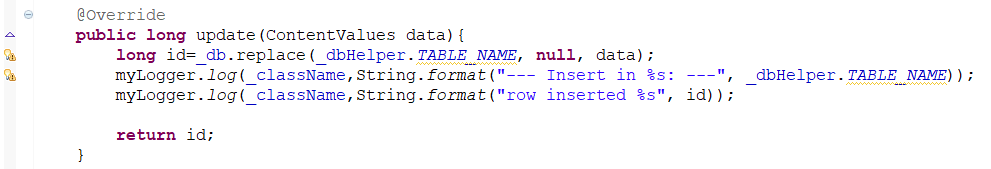 @Override
public long update(ContentValues data){
long id=_db.replace(_dbHelper.TABLE_NAME, null, data);
myLogger.log(_className,String.format("--- Insert in %s: ---", _dbHelper.TABLE_NAME));
myLogger.log(_className,String.format("row inserted %s", id));
return id;
}